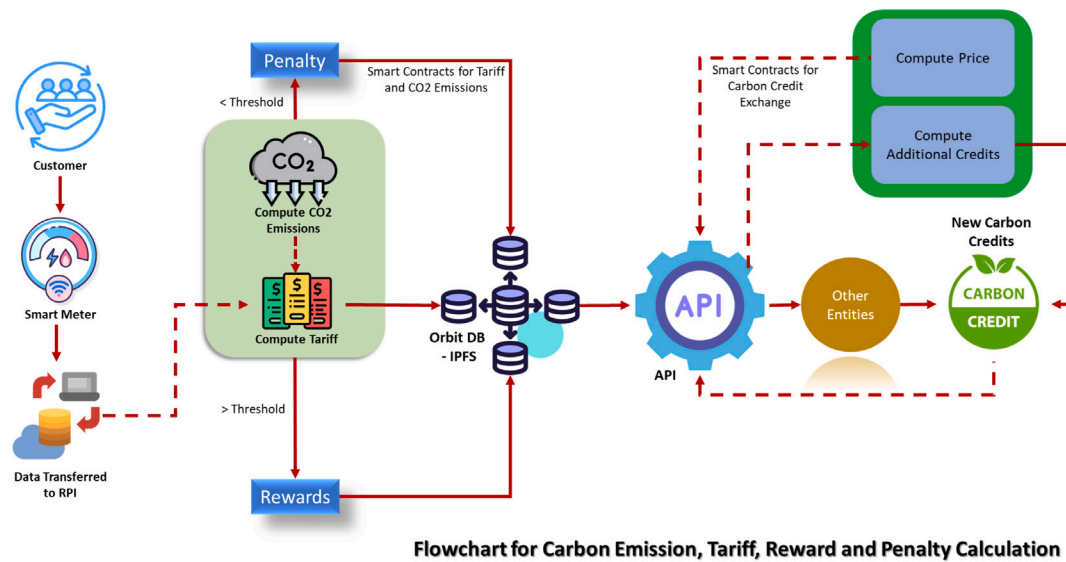 Customer
Smart Meter
Data Transferred
to RPI
Penalty
Smart Contracts for Tariff
and CO2 Emissions
< Threshold
CO₂
Compute CO2
Emissions
$
$
$
Compute Tariff
> Threshold
Rewards
Orbit DB
- IPFS
Smart Contracts for
Carbon Credit
Exchange
Compute Price
Compute
Additional Credits
API
API
Other
Entities
New Carbon
Credits
CARBON
CREDIT
Flowchart for Carbon Emission, Tariff, Reward and Penalty Calculation